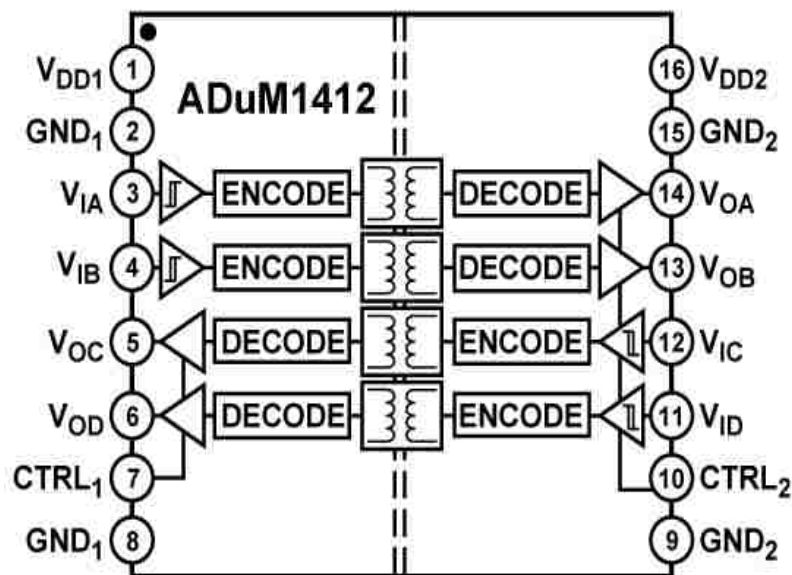 ADuM1412
VDD1 1
16 VDD2
GND1 2
15 GND2
VIA 3 ENCODE DECODE 14 VOA
VIB 4 ENCODE DECODE 13 VOB
VOC 5 DECODE ENCODE 12 VIC
VOD 6 DECODE ENCODE 11 VID
CTRL1 7
10 CTRL2
GND1 8
9 GND2